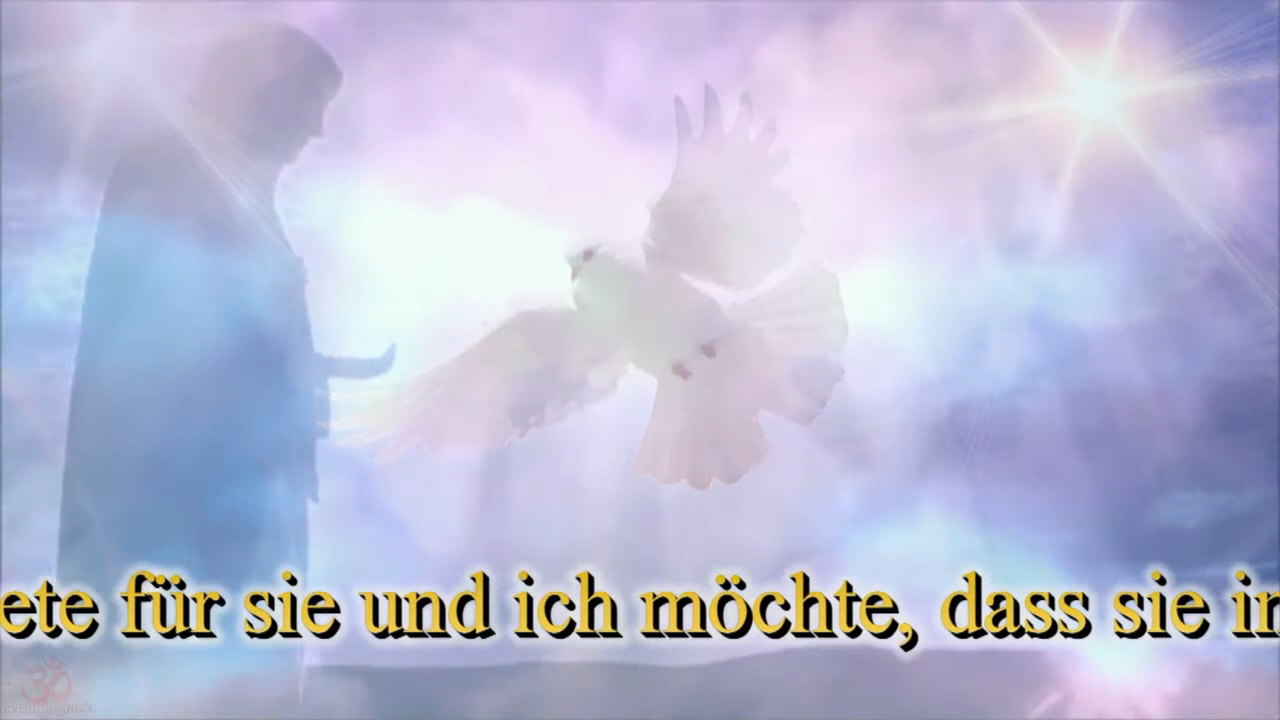 ete für sie und ich möchte, dass sie in